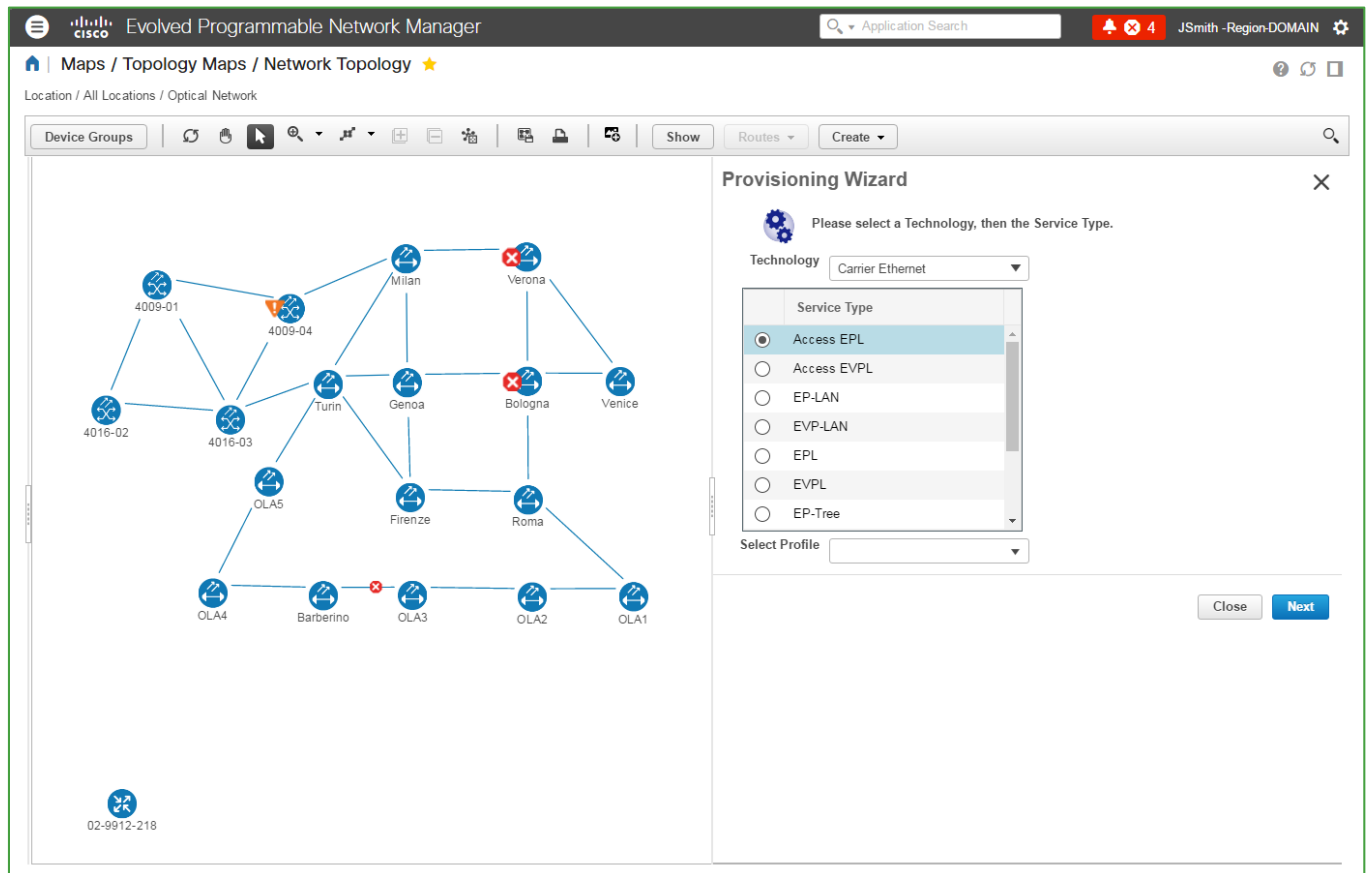 cisco Evolved Programmable Network Manager Application Search 4 JSmith -Region-DOMAIN
Maps / Topology Maps / Network Topology
Location / All Locations / Optical Network
Device Groups Show Routes Create
Provisioning Wizard
Please select a Technology, then the Service Type.
Technology Carrier Ethernet
Service Type
Access EPL
Access EVPL
EP-LAN
EVP-LAN
EPL
EVPL
EP-Tree
Select Profile
Close Next
Milan
Verona
4009-01
4009-04
Turin
Genoa
Bologna
Venice
4016-02
4016-03
OLA5
Firenze
Roma
OLA4
Barberino
OLA3
OLA2
OLA1
02-9912-218